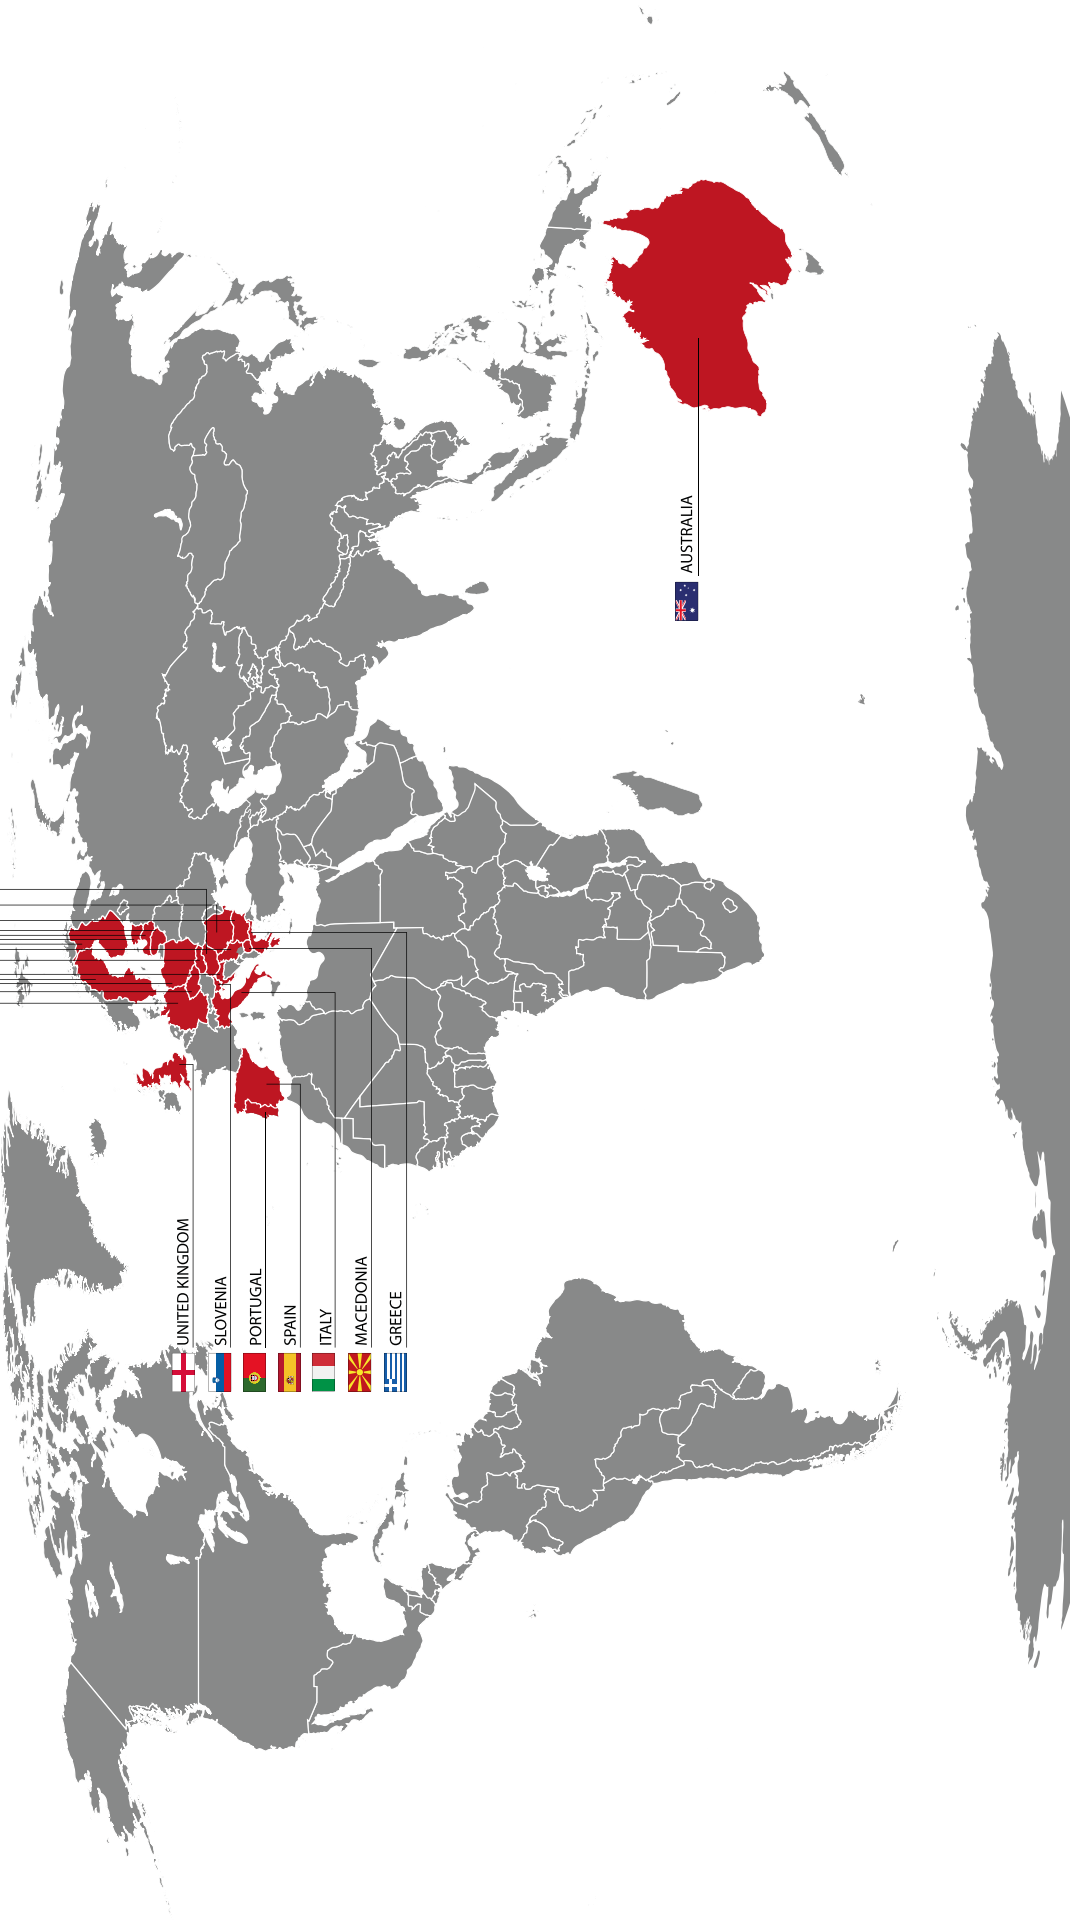 UNITED KINGDOM
SLOVENIA
PORTUGAL
SPAIN
ITALY
MACEDONIA
GREECE
AUSTRALIA